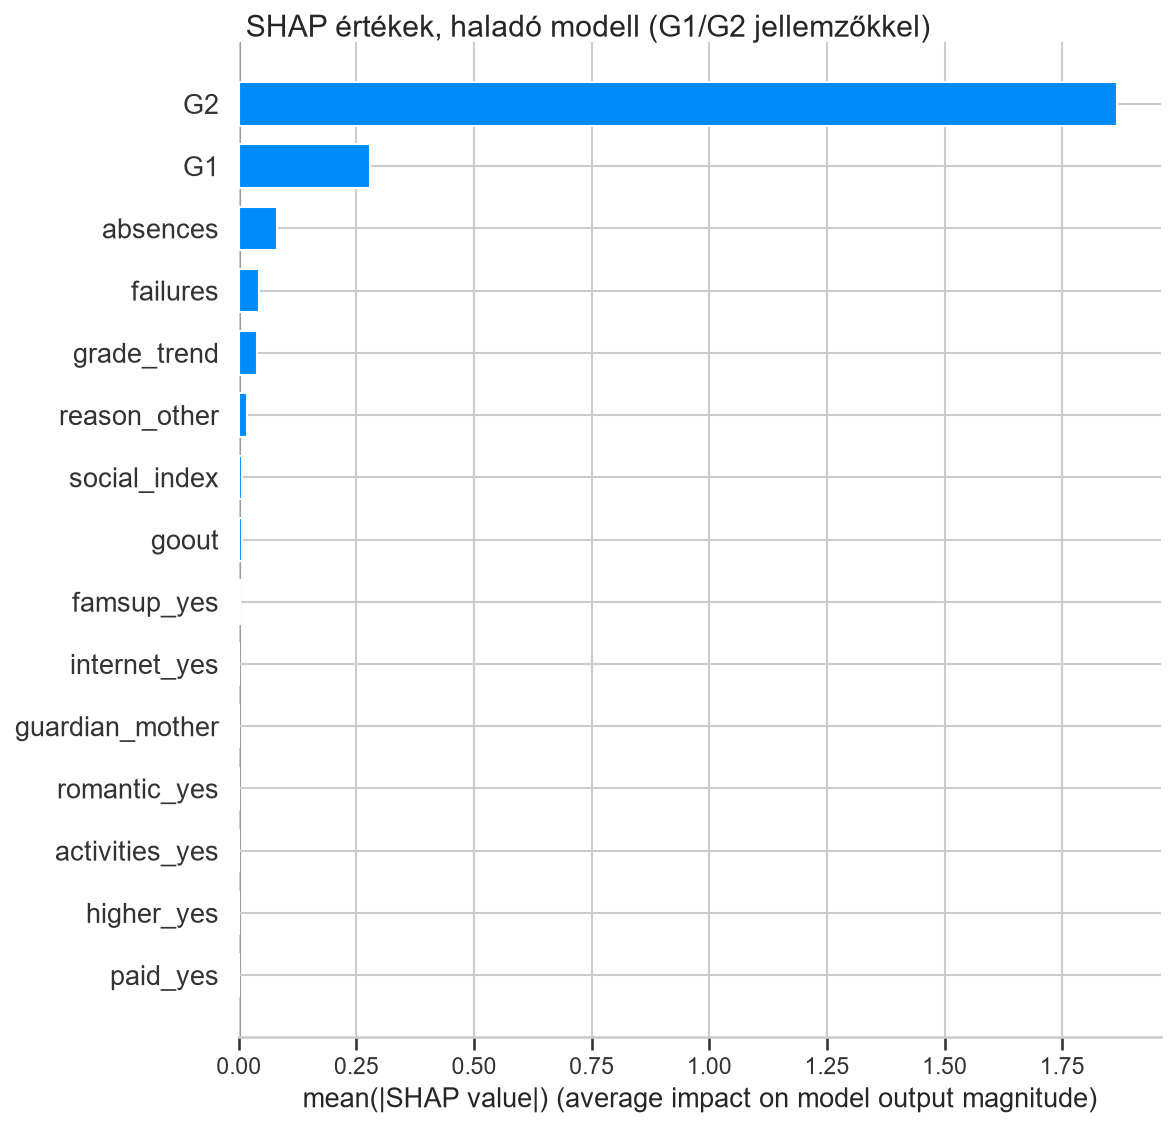 SHAP értékek, haladó modell (G1/G2 jellemzőkkel)
G2
G1
absences
failures
grade_trend
reason_other
social_index
goout
famsup_yes
internet_yes
guardian_mother
romantic_yes
activities_yes
higher_yes
paid_yes
0.00 0.25 0.50 0.75 1.00 1.25 1.50 1.75
mean(|SHAP value|) (average impact on model output magnitude)